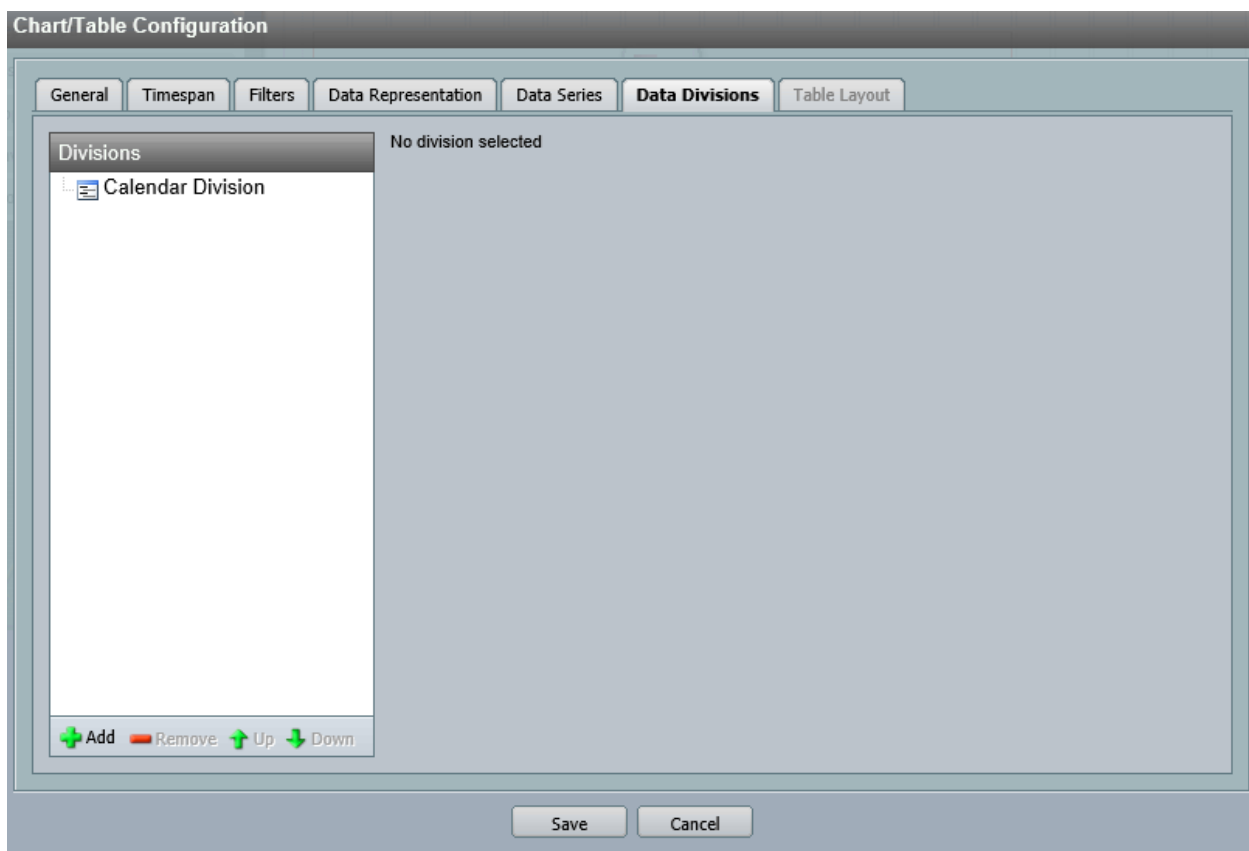 Chart/Table Configuration
General Timespan Filters Data Representation Data Series Data Divisions Table Layout
Divisions
No division selected
Calendar Division
Add Remove Up Down
Save Cancel